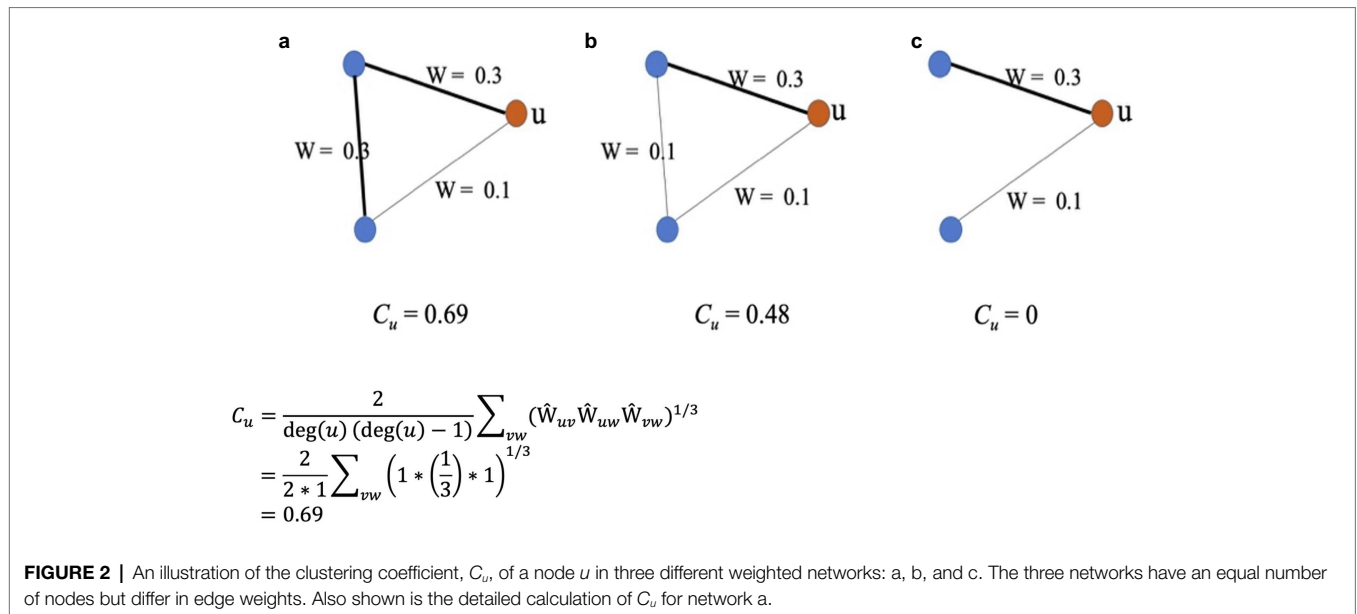 a
b
c
W = 0.3
W = 0.3
W = 0.3
u
u
u
W = 0.3
W = 0.1
W = 0.1
W = 0.1
W = 0.1
C_u = 0.69
C_u = 0.48
C_u = 0
C_u = 2 / (deg(u) (deg(u) − 1)) ∑_vw (Ŵ_uv Ŵ_uw Ŵ_vw)^1/3
= 2 / (2 ∗ 1) ∑_vw (1 ∗ (1/3) ∗ 1)^1/3
= 0.69
FIGURE 2 | An illustration of the clustering coefficient, C_u, of a node u in three different weighted networks: a, b, and c. The three networks have an equal number
of nodes but differ in edge weights. Also shown is the detailed calculation of C_u for network a.